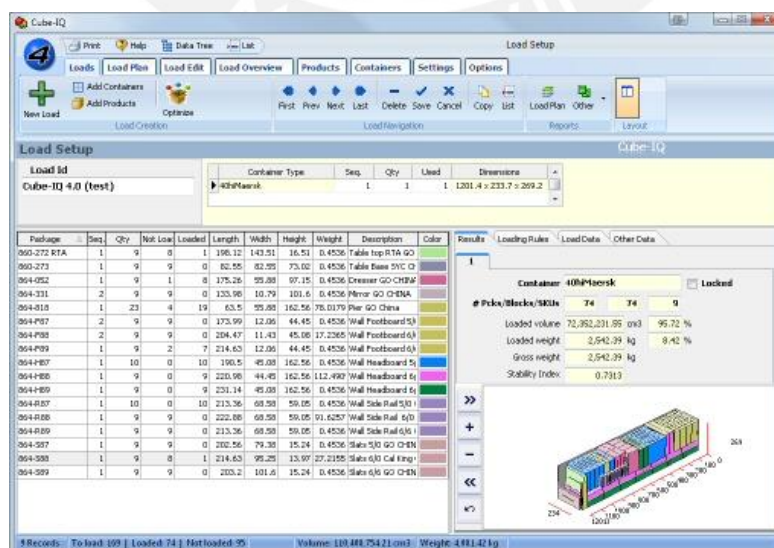 Cube-IQ
Print Help Data Tree List Load Setup
Loads Load Plan Load Edit Load Overview Products Containers Settings Options
New Load Add Containers Add Products Optimize First Prev Next Last Delete Save Cancel Copy List Load Plan Other
Load Creation Load Navigation Reports Layout
Load Setup Cube-IQ
Load Id
Cube-IQ 4.0 (test)
Container Type Seq. Qty Used Dimensions
40hiMaersk 1 1 1 1201.4 x 233.7 x 269.2
Package Seq. Qty Not Loa Loaded Length Width Height Weight Description Color
860-272 RTA 1 9 8 1 198.12 143.51 16.51 0.4536 Table top RTA GO
860-273 1 9 9 0 82.55 82.55 73.02 0.4536 Table Base SYC
864-052 1 9 1 8 175.26 55.88 97.15 0.4536 Dresser GO-CHINA
864-331 2 9 9 0 133.98 10.79 101.6 0.4536 Mirror GO CHINA
864-818 1 23 4 19 63.5 55.88 162.56 78.0179 Pier GO China
864-F87 2 9 9 0 173.99 12.06 44.45 0.4536 Wall Footboard 5/
864-F88 2 9 9 0 204.47 11.43 45.08 17.2365 Wall Footboard 6/
864-F89 1 9 2 7 214.63 12.06 44.45 0.4536 Wall Footboard 6/
864-H87 1 10 0 10 190.5 45.08 162.56 0.4536 Wall Headboard
864-H88 1 9 0 9 220.98 44.45 162.56 112.490 Wall Headboard
864-H89 1 9 0 9 231.14 45.08 162.56 0.4536 Wall Headboard
864-R87 1 10 0 10 213.36 68.58 59.05 0.4536 Wall Side Rail 5/0
864-R88 1 9 9 0 222.88 68.58 59.05 91.6257 Wall Side Rail 6/0
864-R89 1 9 9 0 213.36 68.58 59.05 0.4536 Wall Side Rail 6/6
864-S87 1 9 9 0 202.56 79.38 15.24 0.4536 Slats 5/0 GO CHIN
864-S88 1 9 8 1 214.63 95.25 13.97 27.2155 Slats 6/0 Cal King
864-S89 1 9 9 0 203.2 101.6 15.24 0.4536 Slats 6/6 GO CHIN
Results Loading Rules Load Data Other Data
1
Container 40hiMaersk Locked
# Pcks/Blocks/SKUs 74 74 9
Loaded volume 72,352,231.55 cm3 95.72 %
Loaded weight 2,542.39 kg 8.42 %
Gross weight 2,542.39 kg
Stability Index 0.7313
269
234
1201
9 Records To load: 169 | Loaded: 74 | Not loaded: 95 Volume: 110,481,754.21 cm3 Weight: 4,081.42 kg